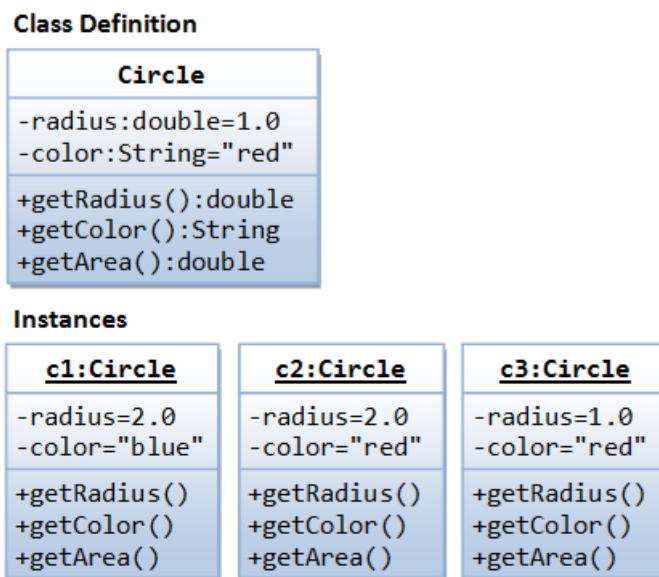 Class Definition
Circle
-radius:double=1.0
-color:String="red"
+getRadius():double
+getColor():String
+getArea():double
Instances
c1:Circle
-radius=2.0
-color="blue"
+getRadius()
+getColor()
+getArea()
c2:Circle
-radius=2.0
-color="red"
+getRadius()
+getColor()
+getArea()
c3:Circle
-radius=1.0
-color="red"
+getRadius()
+getColor()
+getArea()